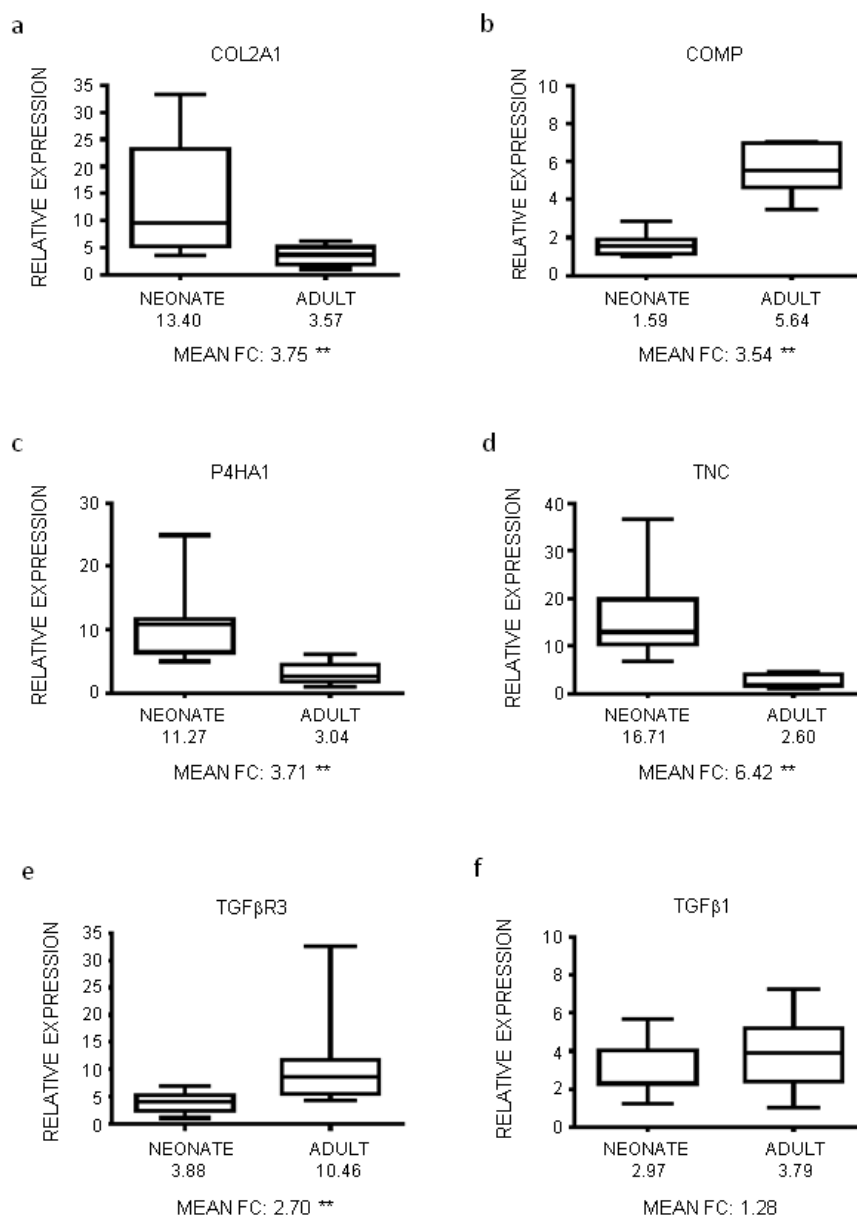 a
COL2A1
RELATIVE EXPRESSION
35
30
25
20
15
10
5
0
NEONATE ADULT
13.40 3.57
MEAN FC: 3.75 **
b
COMP
RELATIVE EXPRESSION
10
8
6
4
2
0
NEONATE ADULT
1.59 5.64
MEAN FC: 3.54 **
c
P4HA1
RELATIVE EXPRESSION
30
20
10
0
NEONATE ADULT
11.27 3.04
MEAN FC: 3.71 **
d
TNC
RELATIVE EXPRESSION
40
30
20
10
0
NEONATE ADULT
16.71 2.60
MEAN FC: 6.42 **
e
TGFβR3
RELATIVE EXPRESSION
35
30
25
20
15
10
5
0
NEONATE ADULT
3.88 10.46
MEAN FC: 2.70 **
f
TGFβ1
RELATIVE EXPRESSION
10
8
6
4
2
0
NEONATE ADULT
2.97 3.79
MEAN FC: 1.28